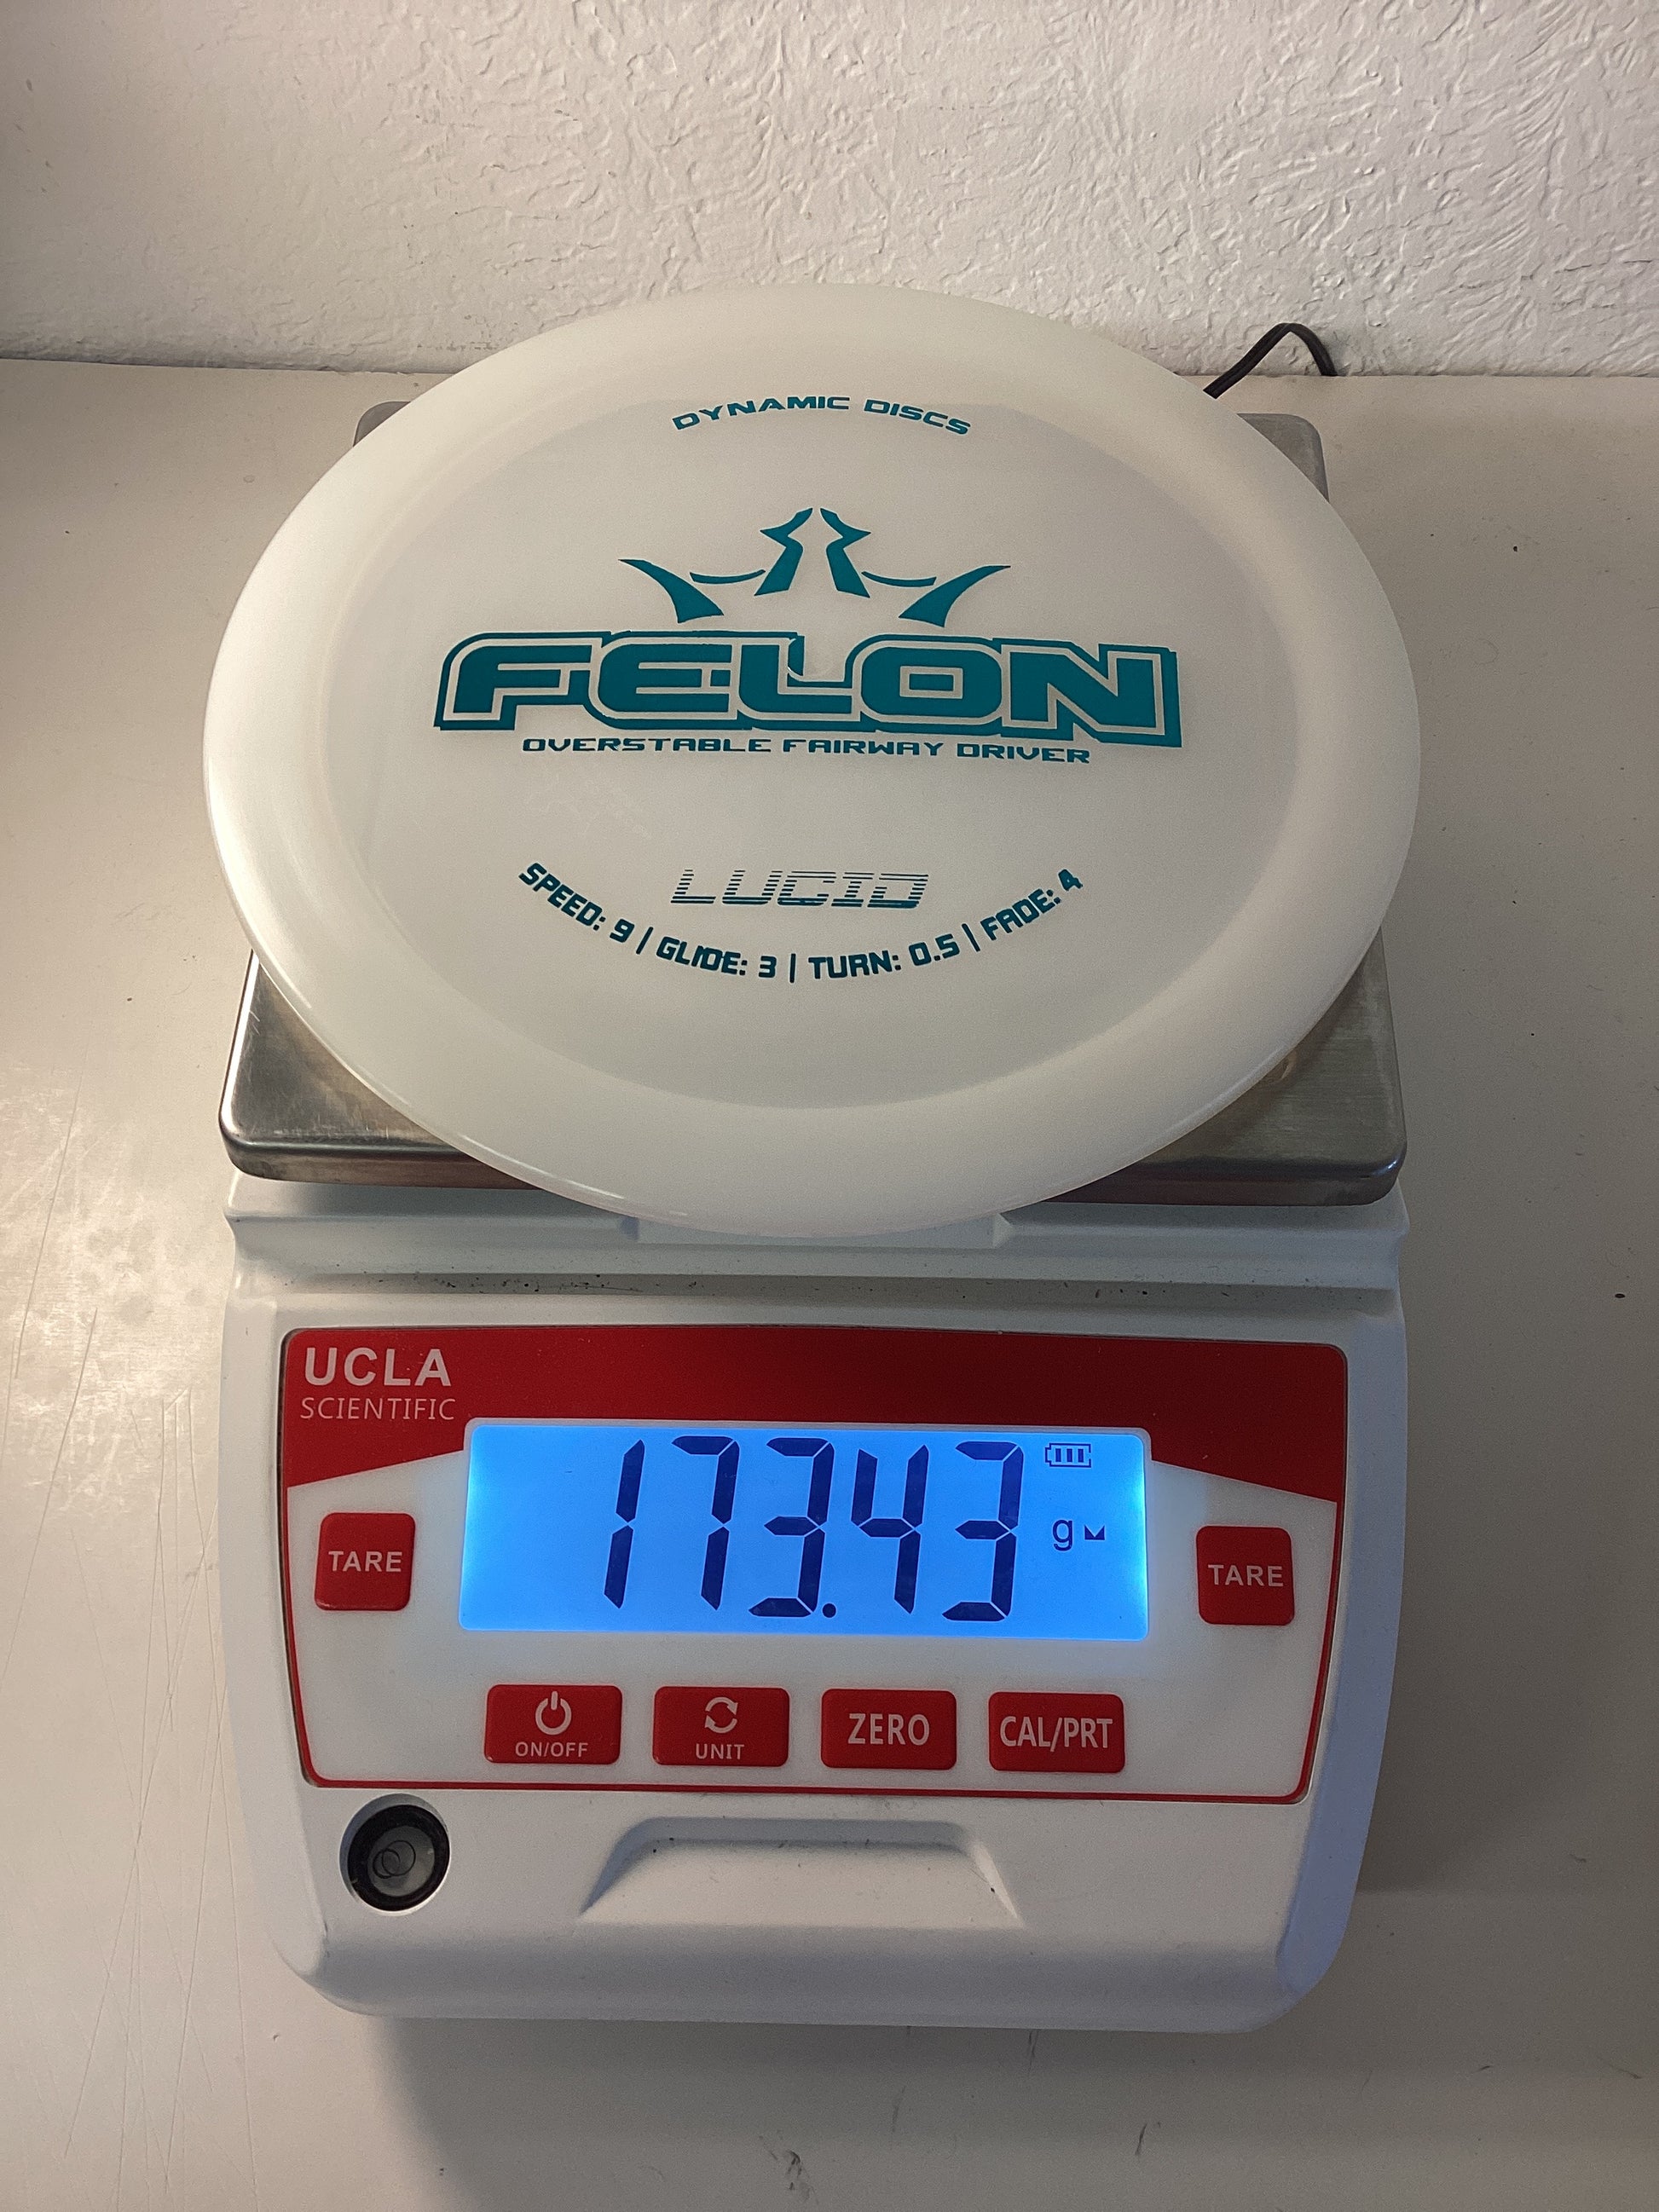 DYNAMIC DISCS
FELON
OVERSTABLE FAIRWAY DRIVER
LUCID
SPEED: 9 | GLIDE: 3 | TURN: 0.5 | FADE: 4
UCLA
SCIENTIFIC
173.43 g
TARE
TARE
ON/OFF
UNIT
ZERO
CAL/PRT